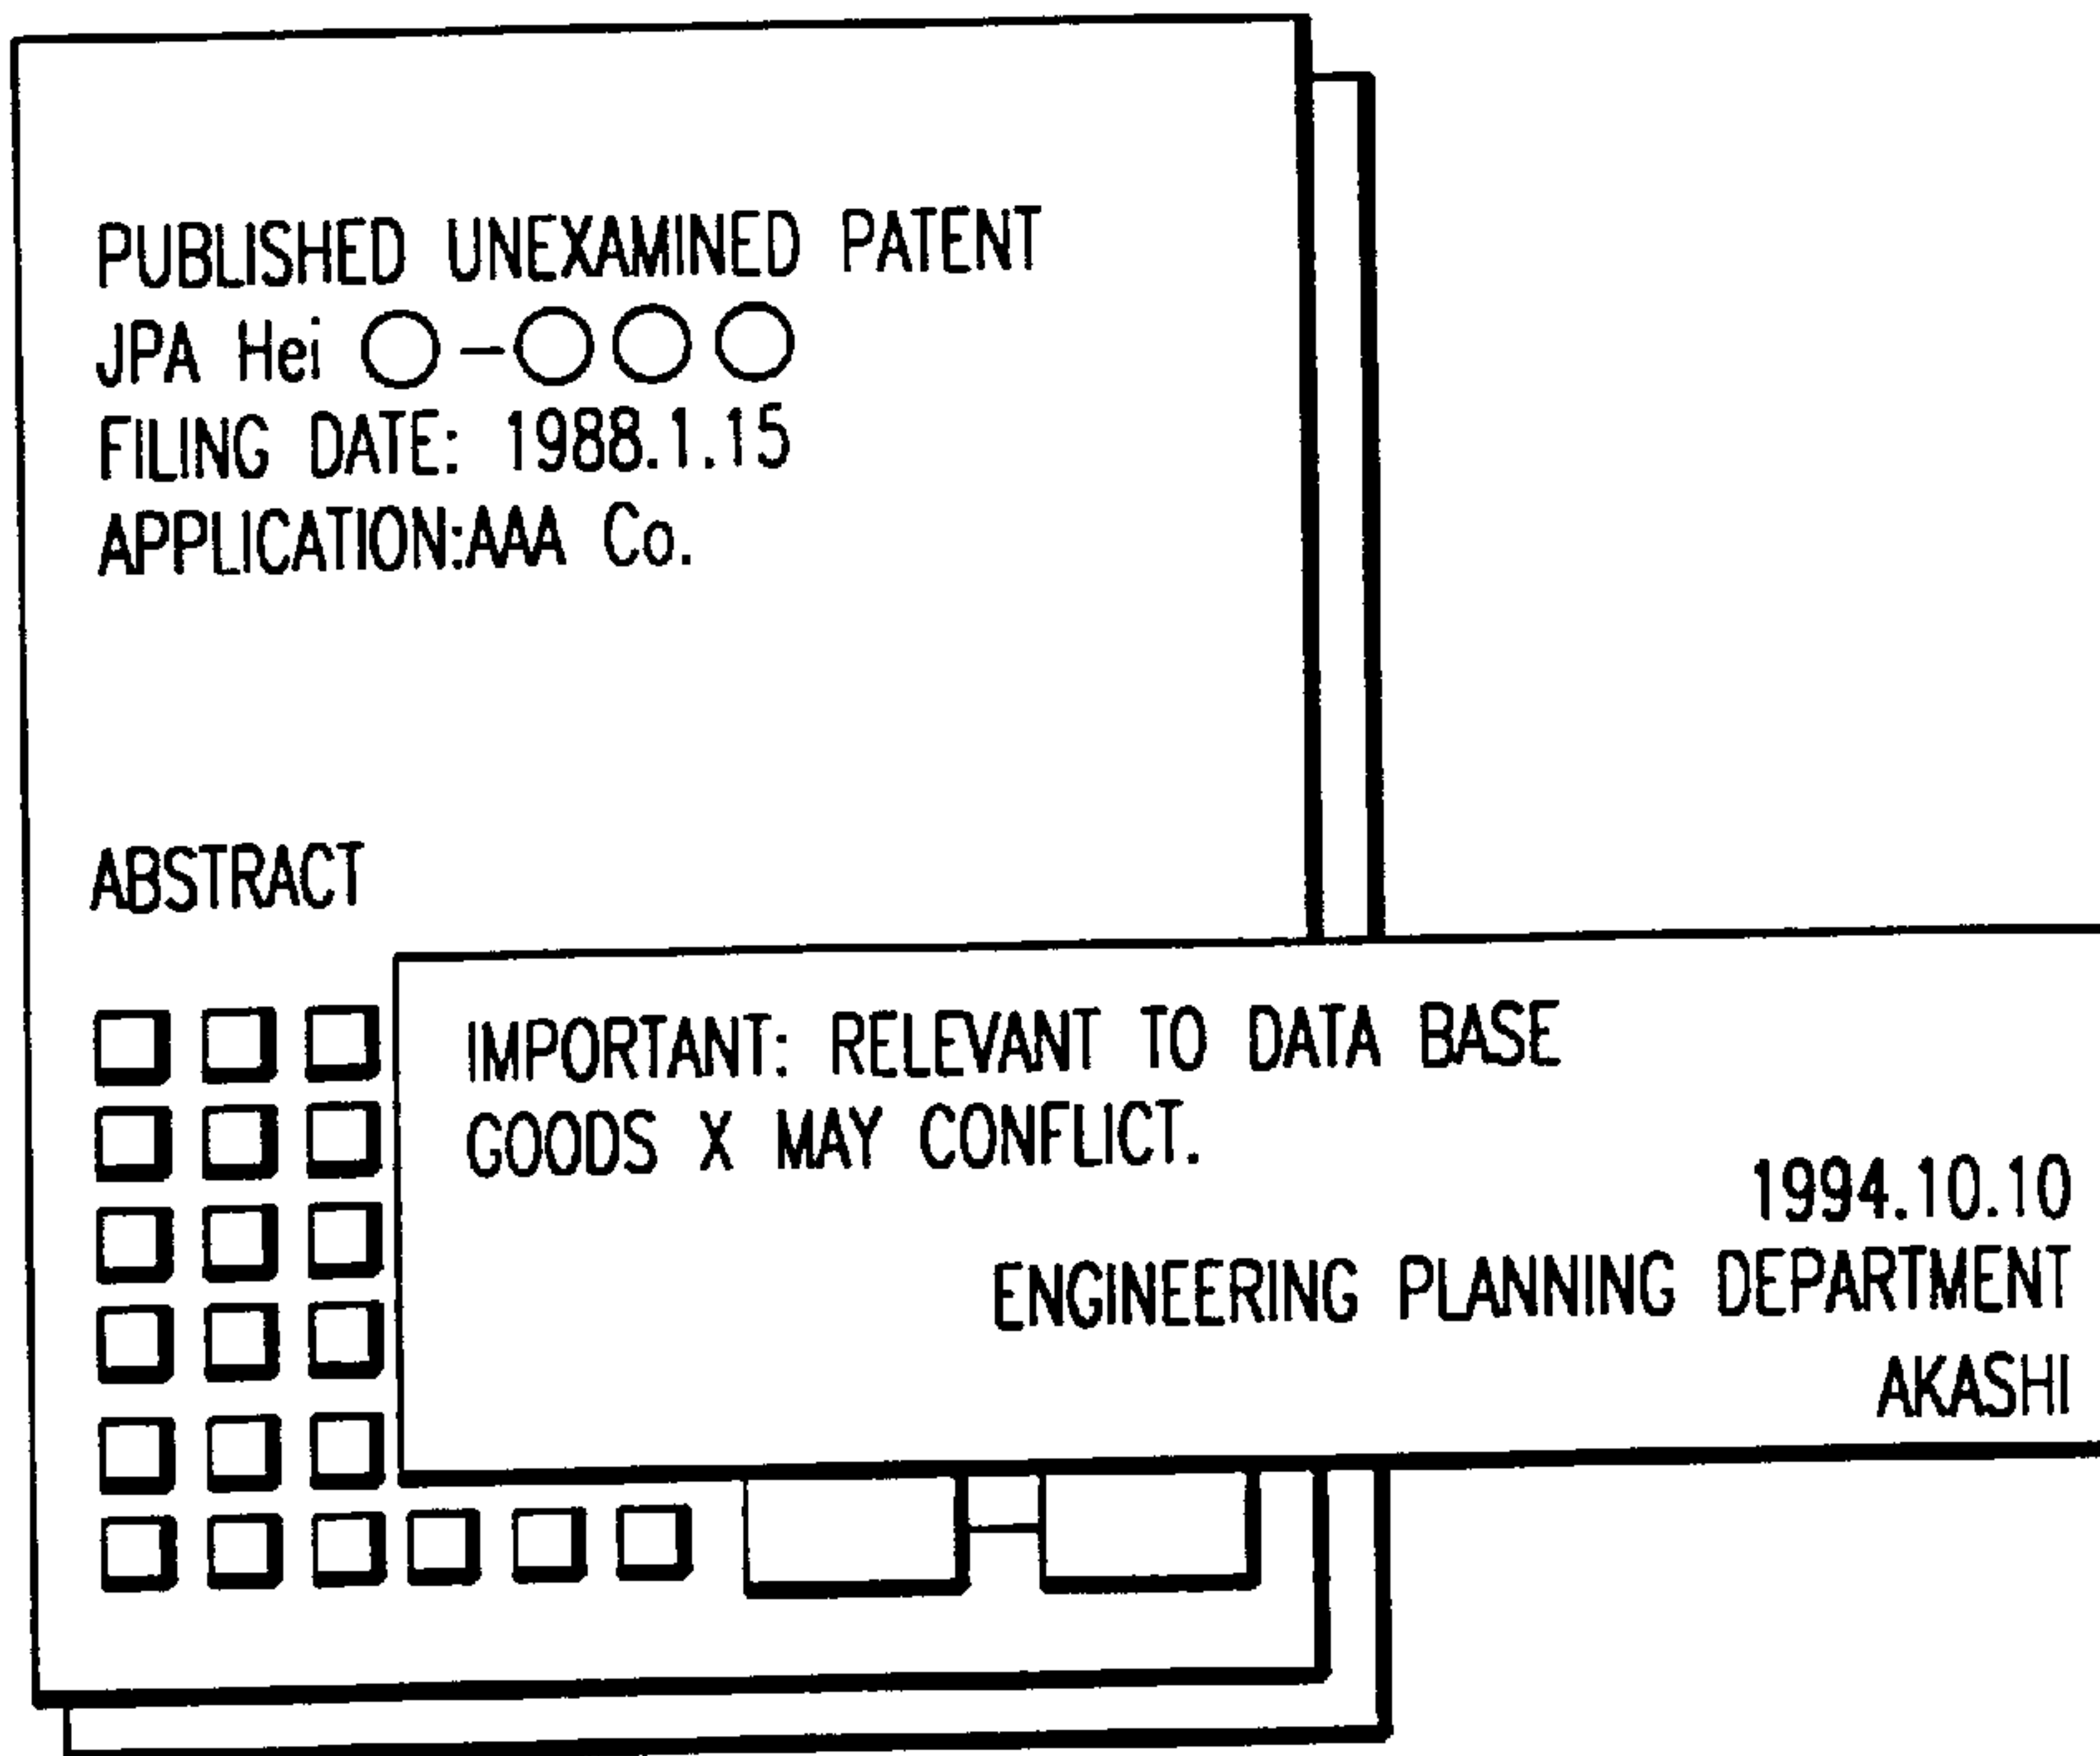 PUBLISHED UNEXAMINED PATENT
JPA Hei ○-○○○
FILING DATE: 1988.1.15
APPLICATION:AAA Co.
ABSTRACT
IMPORTANT: RELEVANT TO DATA BASE
GOODS X MAY CONFLICT.
1994.10.10
ENGINEERING PLANNING DEPARTMENT
AKASHI